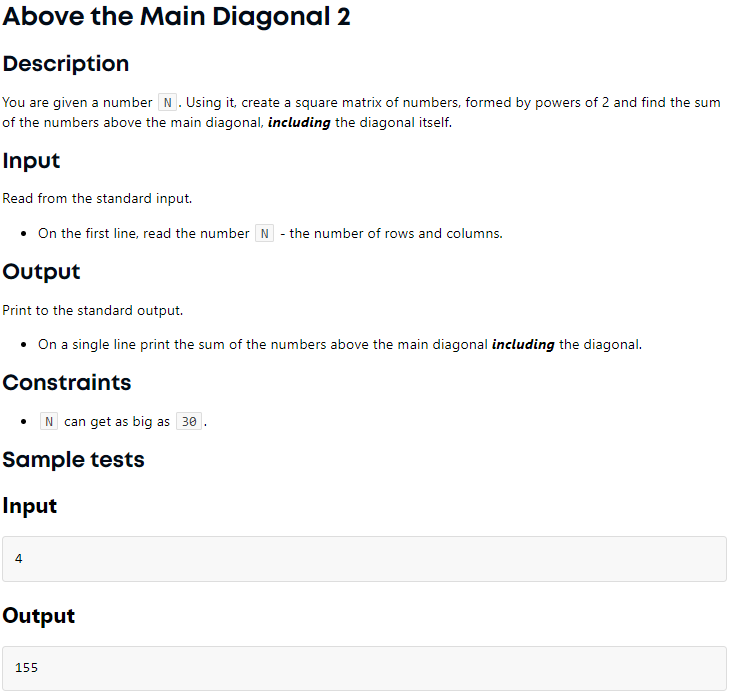 Above the Main Diagonal 2
Description
You are given a number N. Using it, create a square matrix of numbers, formed by powers of 2 and find the sum
of the numbers above the main diagonal, including the diagonal itself.
Input
Read from the standard input.
• On the first line, read the number N - the number of rows and columns.
Output
Print to the standard output.
• On a single line print the sum of the numbers above the main diagonal including the diagonal.
Constraints
• N can get as big as 30.
Sample tests
Input
4
Output
155